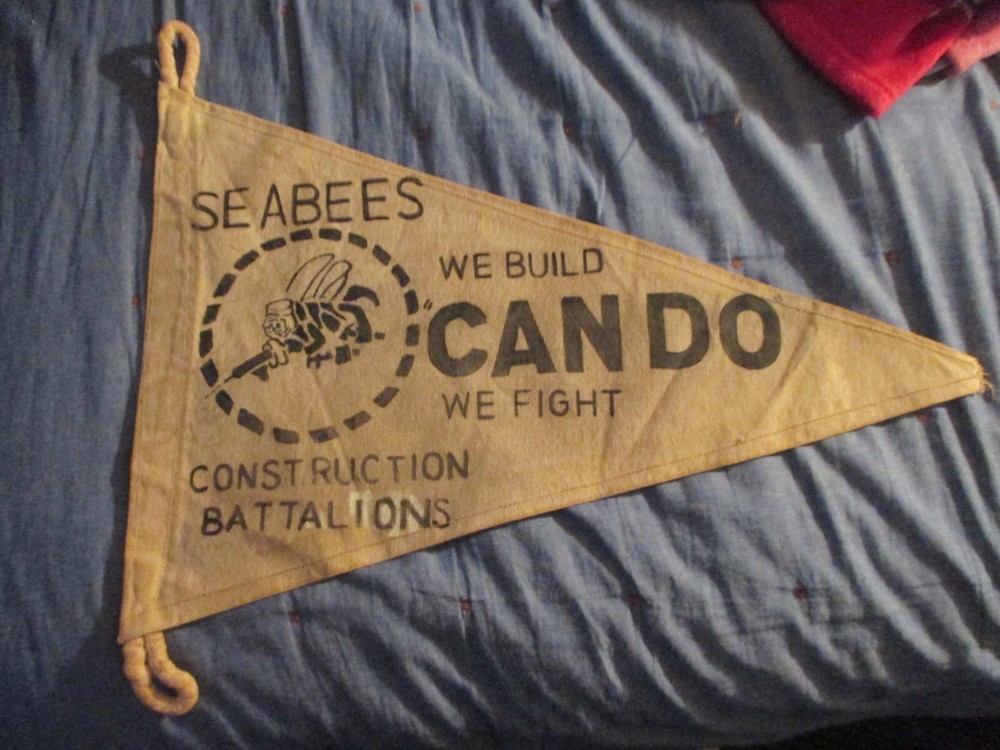 SEABEES
WE BUILD
"CAN DO"
WE FIGHT
CONSTRUCTION
BATTALIONS